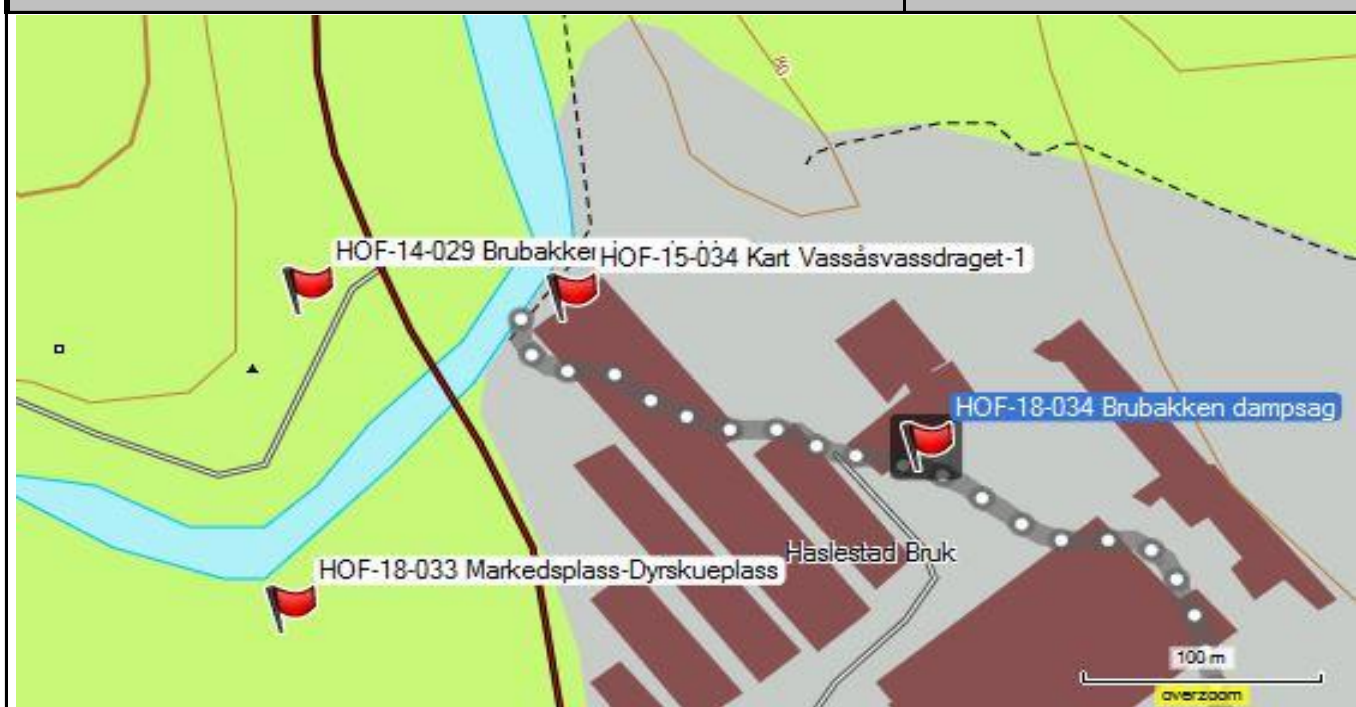 HOF-14-029 Brubakken
HOF-15-034 Kart Vassåsvassdraget-1
HOF-18-034 Brubakken dampsag
Haslestad Bruk
HOF-18-033 Markedsplass-Dyrskueplass
100 m
overzoom